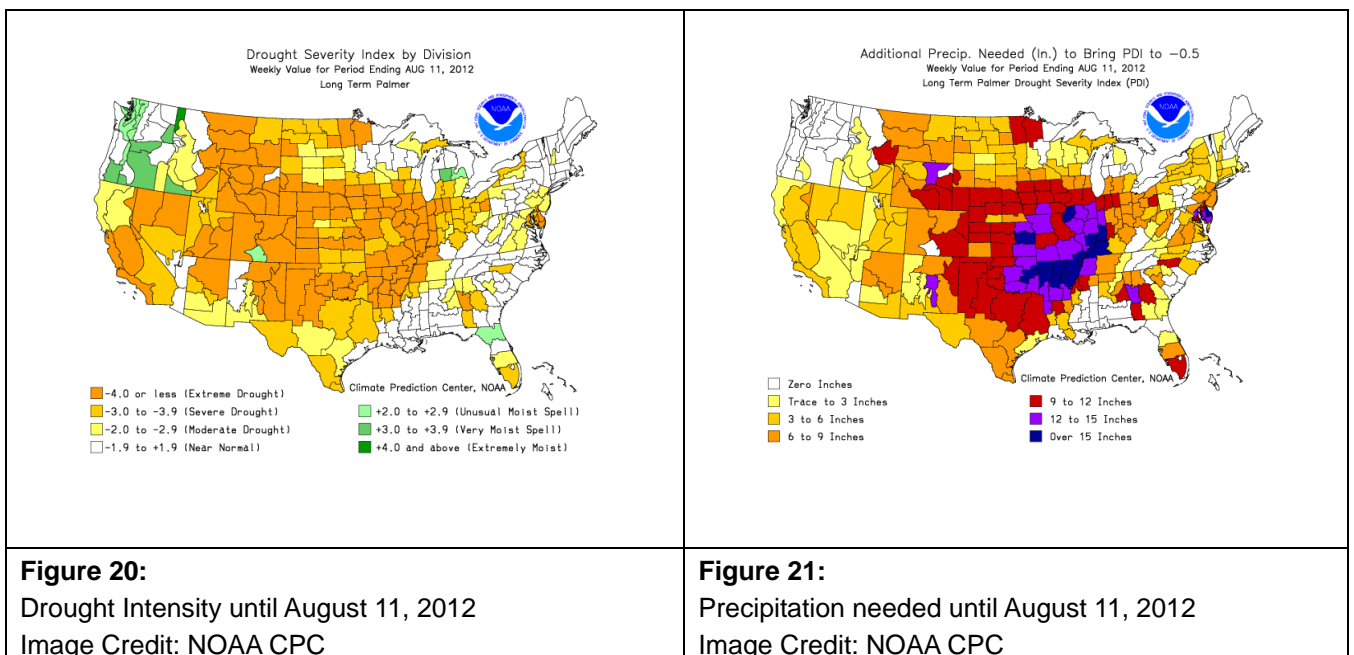 Drought Severity Index by Division
Weekly Value for Period Ending AUG 11, 2012
Long Term Palmer
NOAA
Climate Prediction Center, NOAA
-4.0 or less (Extreme Drought)
-3.0 to -3.9 (Severe Drought)
-2.0 to -2.9 (Moderate Drought)
-1.9 to +1.9 (Near Normal)
+2.0 to +2.9 (Unusual Moist Spell)
+3.0 to +3.9 (Very Moist Spell)
+4.0 and above (Extremely Moist)
Additional Precip. Needed (In.) to Bring PDI to -0.5
Weekly Value for Period Ending AUG 11, 2012
Long Term Palmer Drought Severity Index (PDI)
NOAA
Climate Prediction Center, NOAA
Zero Inches
Trace to 3 Inches
3 to 6 Inches
6 to 9 Inches
9 to 12 Inches
12 to 15 Inches
Over 15 Inches
Figure 20:
Drought Intensity until August 11, 2012
Image Credit: NOAA CPC
Figure 21:
Precipitation needed until August 11, 2012
Image Credit: NOAA CPC